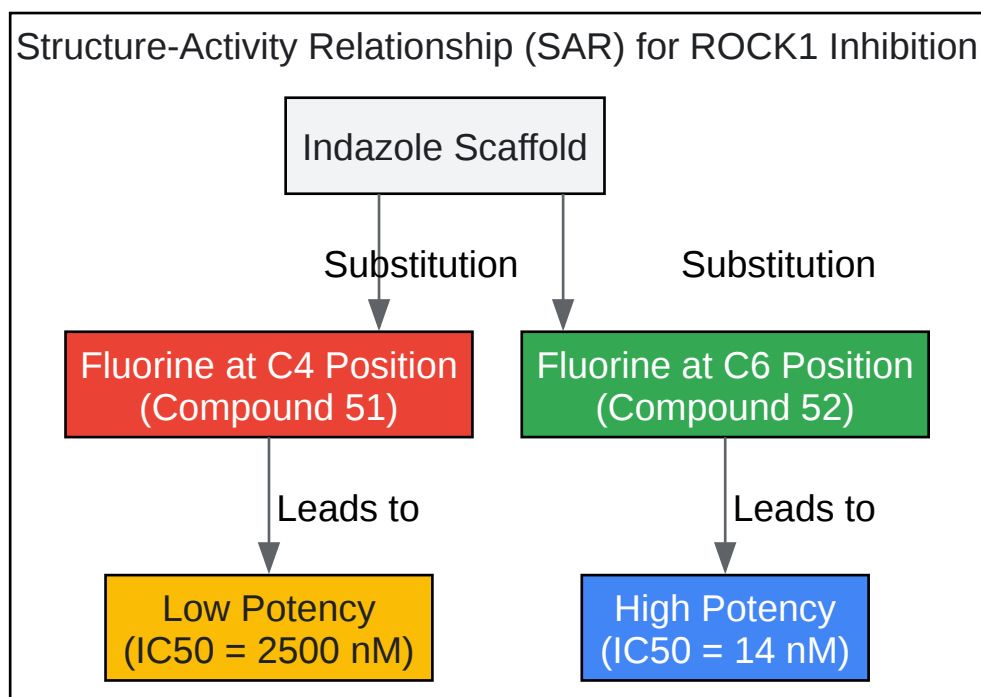 Structure-Activity Relationship (SAR) for ROCK1 Inhibition
Indazole Scaffold
Substitution
Substitution
Fluorine at C4 Position
(Compound 51)
Fluorine at C6 Position
(Compound 52)
Leads to
Leads to
Low Potency
(IC50 = 2500 nM)
High Potency
(IC50 = 14 nM)